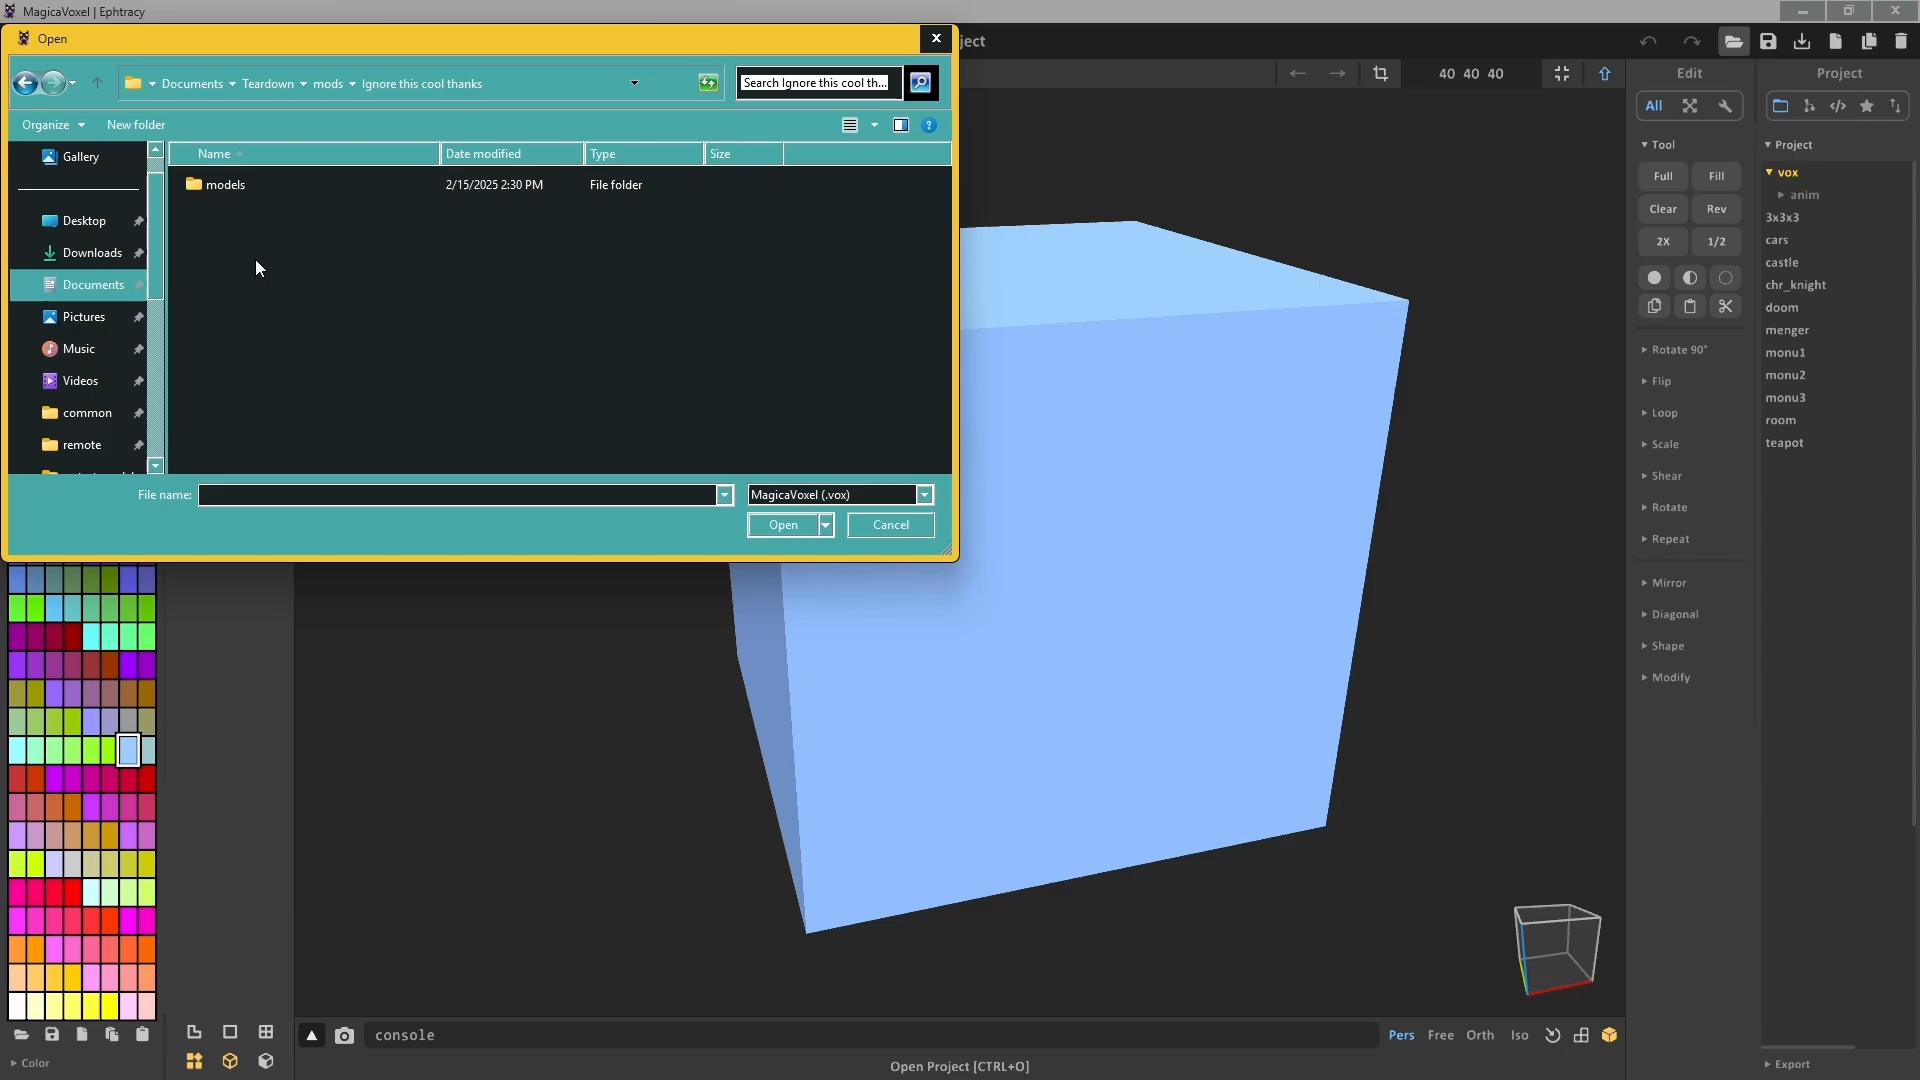 MagicaVoxel | Ephtracy
Open
ject
Documents Teardown mods Ignore this cool thanks
Search Ignore this cool th...
40 40 40
Edit
Project
Organize
New folder
All
Gallery
Name
Date modified
Type
Size
Tool
Project
models
2/15/2025 2:30 PM
File folder
Full
Fill
vox
anim
Desktop
Clear
Rev
3x3x3
Downloads
2X
1/2
cars
castle
Documents
chr_knight
doom
Pictures
menger
Music
Rotate 90°
monu1
Videos
Flip
monu2
monu3
common
Loop
room
remote
Scale
teapot
Shear
File name:
MagicaVoxel (.vox)
Rotate
Open
Cancel
Repeat
Mirror
Diagonal
Shape
Modify
console
Pers
Free
Orth
Iso
Color
Open Project [CTRL+O]
Export